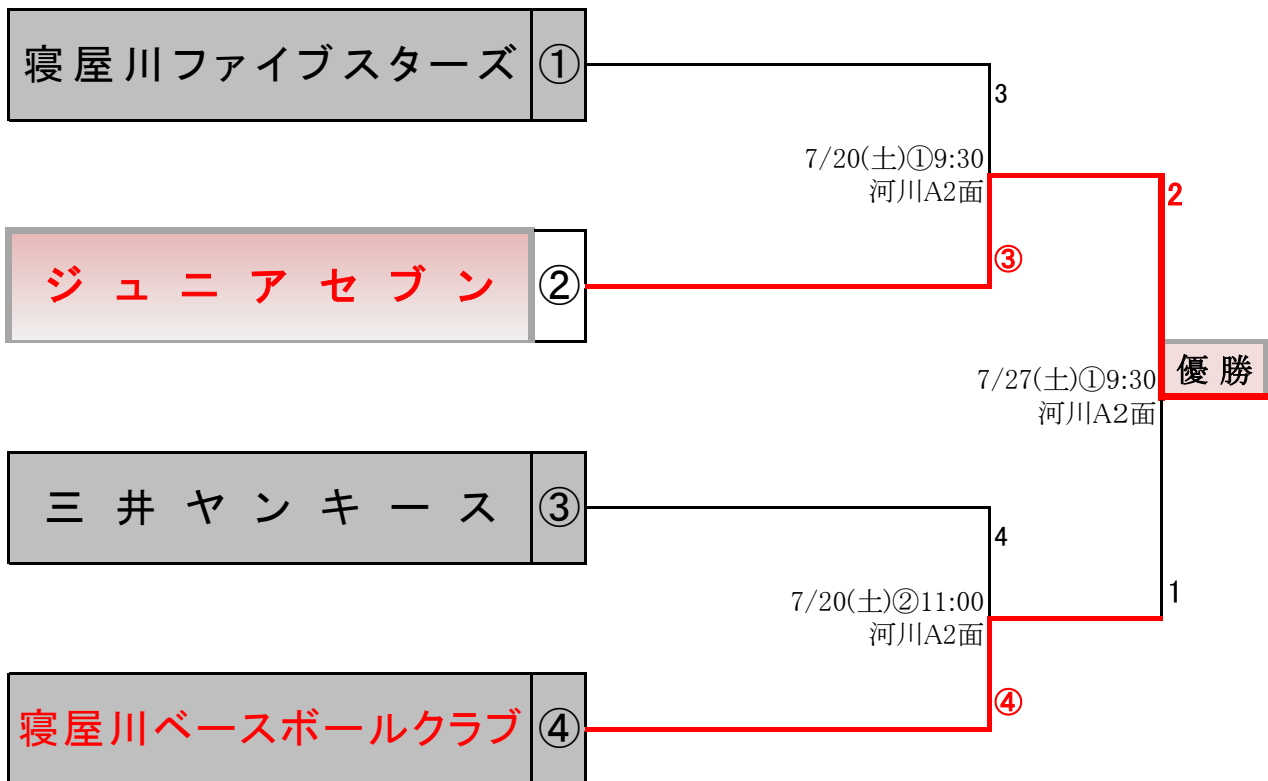 寝屋川ファイブスターズ ①
3
7/20(土)①9:30
河川A2面
2
③
ジュニアセブン ②
優勝
7/27(土)①9:30
河川A2面
三井ヤンキース ③
4
7/20(土)②11:00
河川A2面
1
④
寝屋川ベースボールクラブ ④